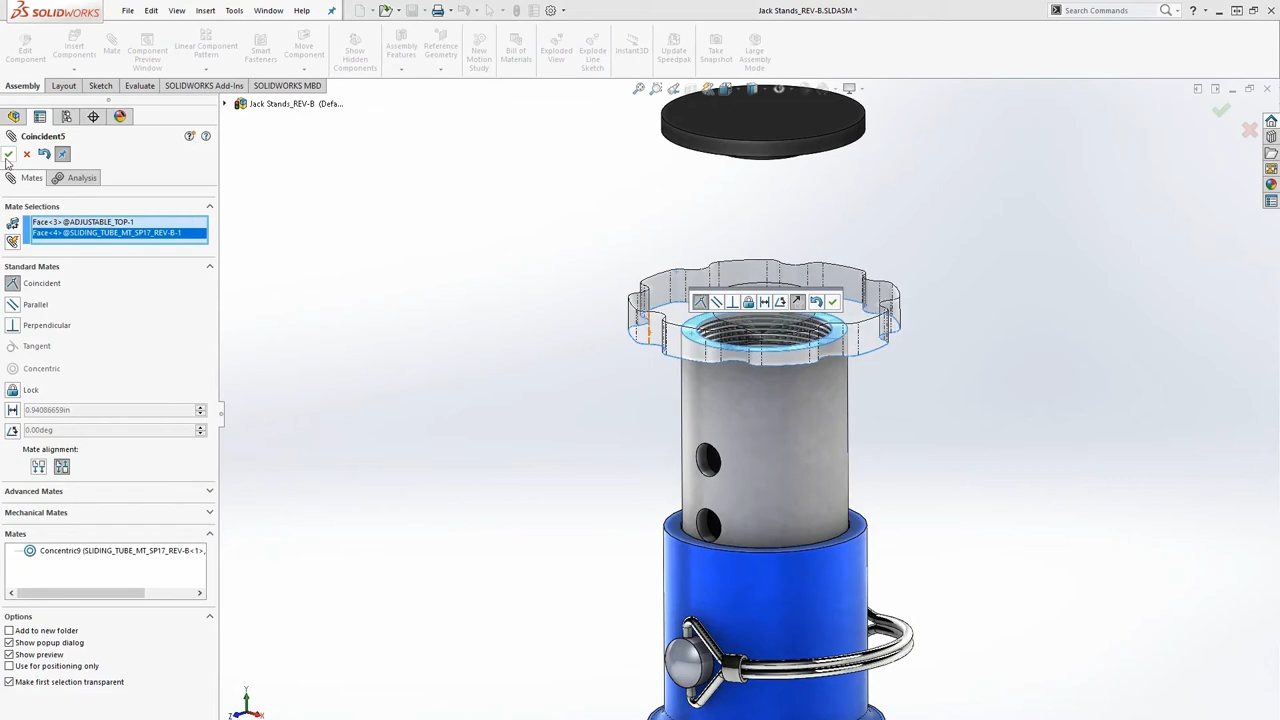 SOLIDWORKS File Edit View Insert Tools Window Help Jack Stands_REV-B.SLDASM * Search Commands
Edit Component
Insert Components
Mate
Component Preview Window
Linear Component Pattern
Smart Fasteners
Move Component
Show Hidden Components
Assembly Features
Reference Geometry
New Motion Study
Bill of Materials
Exploded View
Explode Line Sketch
Instant3D
Update Speedpak
Take Snapshot
Large Assembly Mode
Assembly Layout Sketch Evaluate SOLIDWORKS Add-Ins SOLIDWORKS MBD
Jack Stands_REV-B (Defa...
Coincident5
Mates Analysis
Mate Selections
Face<3>@ADJUSTABLE_TOP-1
Face<4>@SLIDING_TUBE_MT_SP17_REV-B-1
Standard Mates
Coincident
Parallel
Perpendicular
Tangent
Concentric
Lock
0.94086659in
0.00deg
Mate alignment:
Advanced Mates
Mechanical Mates
Mates
Concentric9 (SLIDING_TUBE_MT_SP17_REV-B<1>,
Options
Add to new folder
Show popup dialog
Show preview
Use for positioning only
Make first selection transparent
Y
Z X